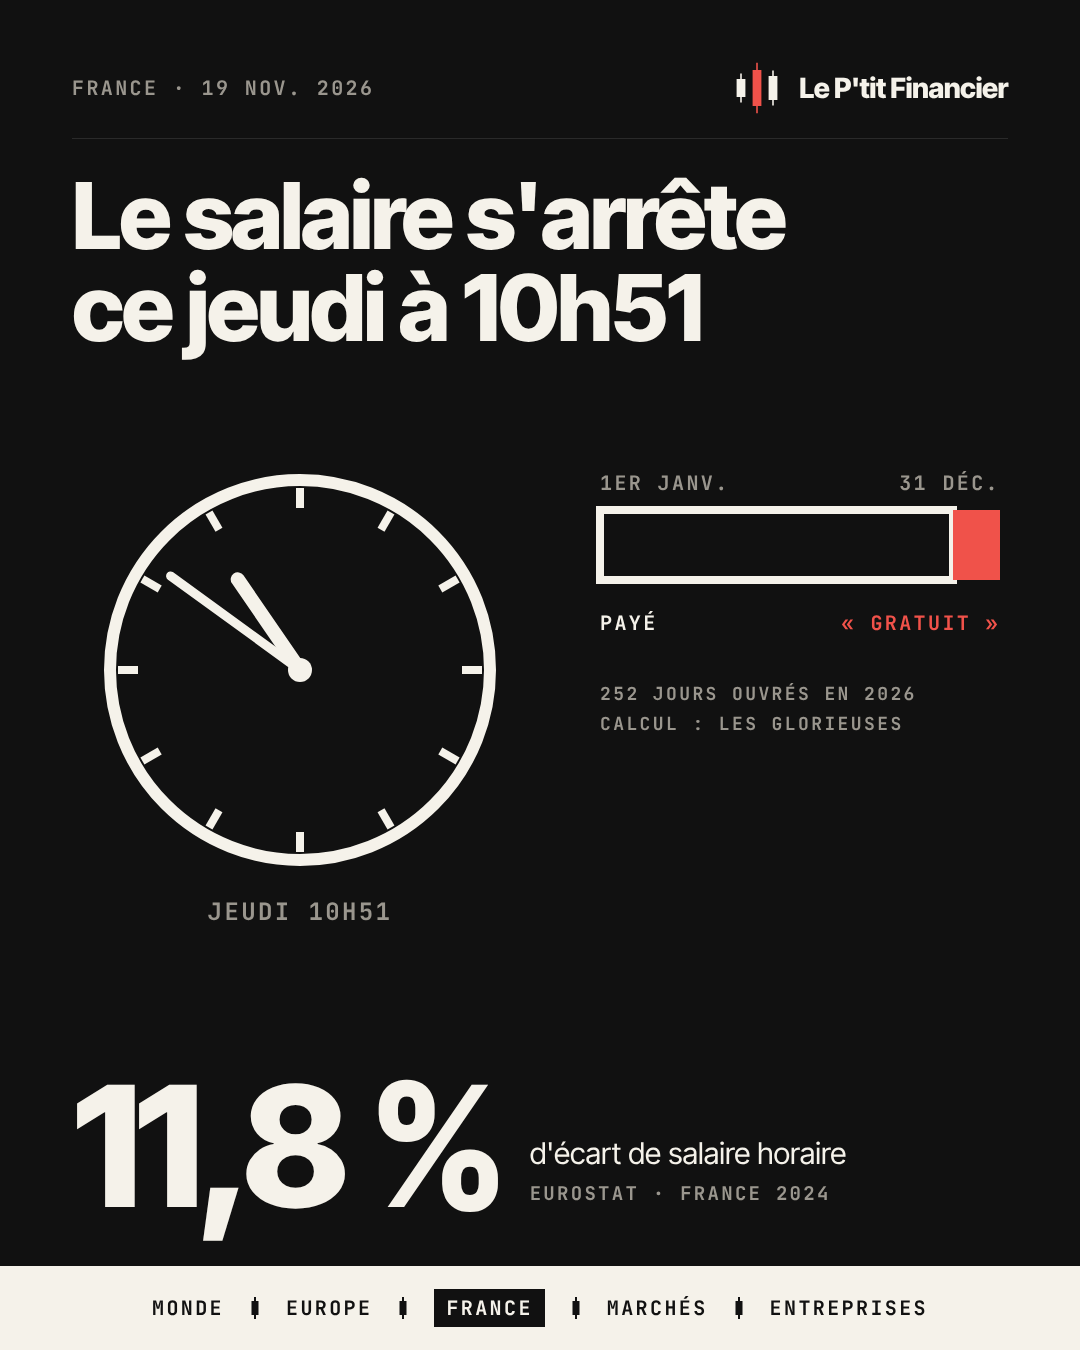 FRANCE · 19 NOV. 2026
Le P'tit Financier
Le salaire s'arrête
ce jeudi à 10h51
1ER JANV. 31 DÉC.
PAYÉ « GRATUIT »
252 JOURS OUVRÉS EN 2026
CALCUL : LES GLORIEUSES
JEUDI 10H51
11,8 %
d'écart de salaire horaire
EUROSTAT · FRANCE 2024
MONDE EUROPE FRANCE MARCHÉS ENTREPRISES